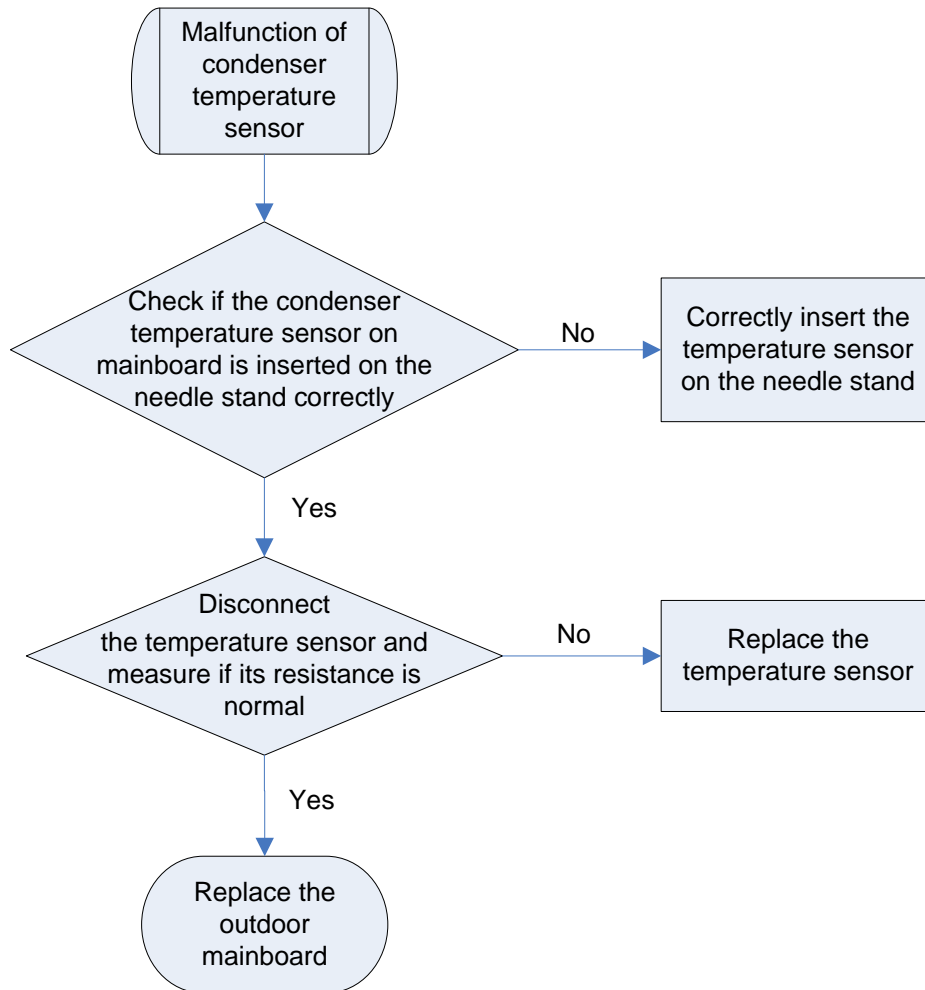 Malfunction of
condenser
temperature
sensor
Check if the condenser
temperature sensor on
mainboard is inserted on the
needle stand correctly
No
Correctly insert the
temperature sensor
on the needle stand
Yes
Disconnect
the temperature sensor and
measure if its resistance is
normal
No
Replace the
temperature sensor
Yes
Replace the
outdoor
mainboard